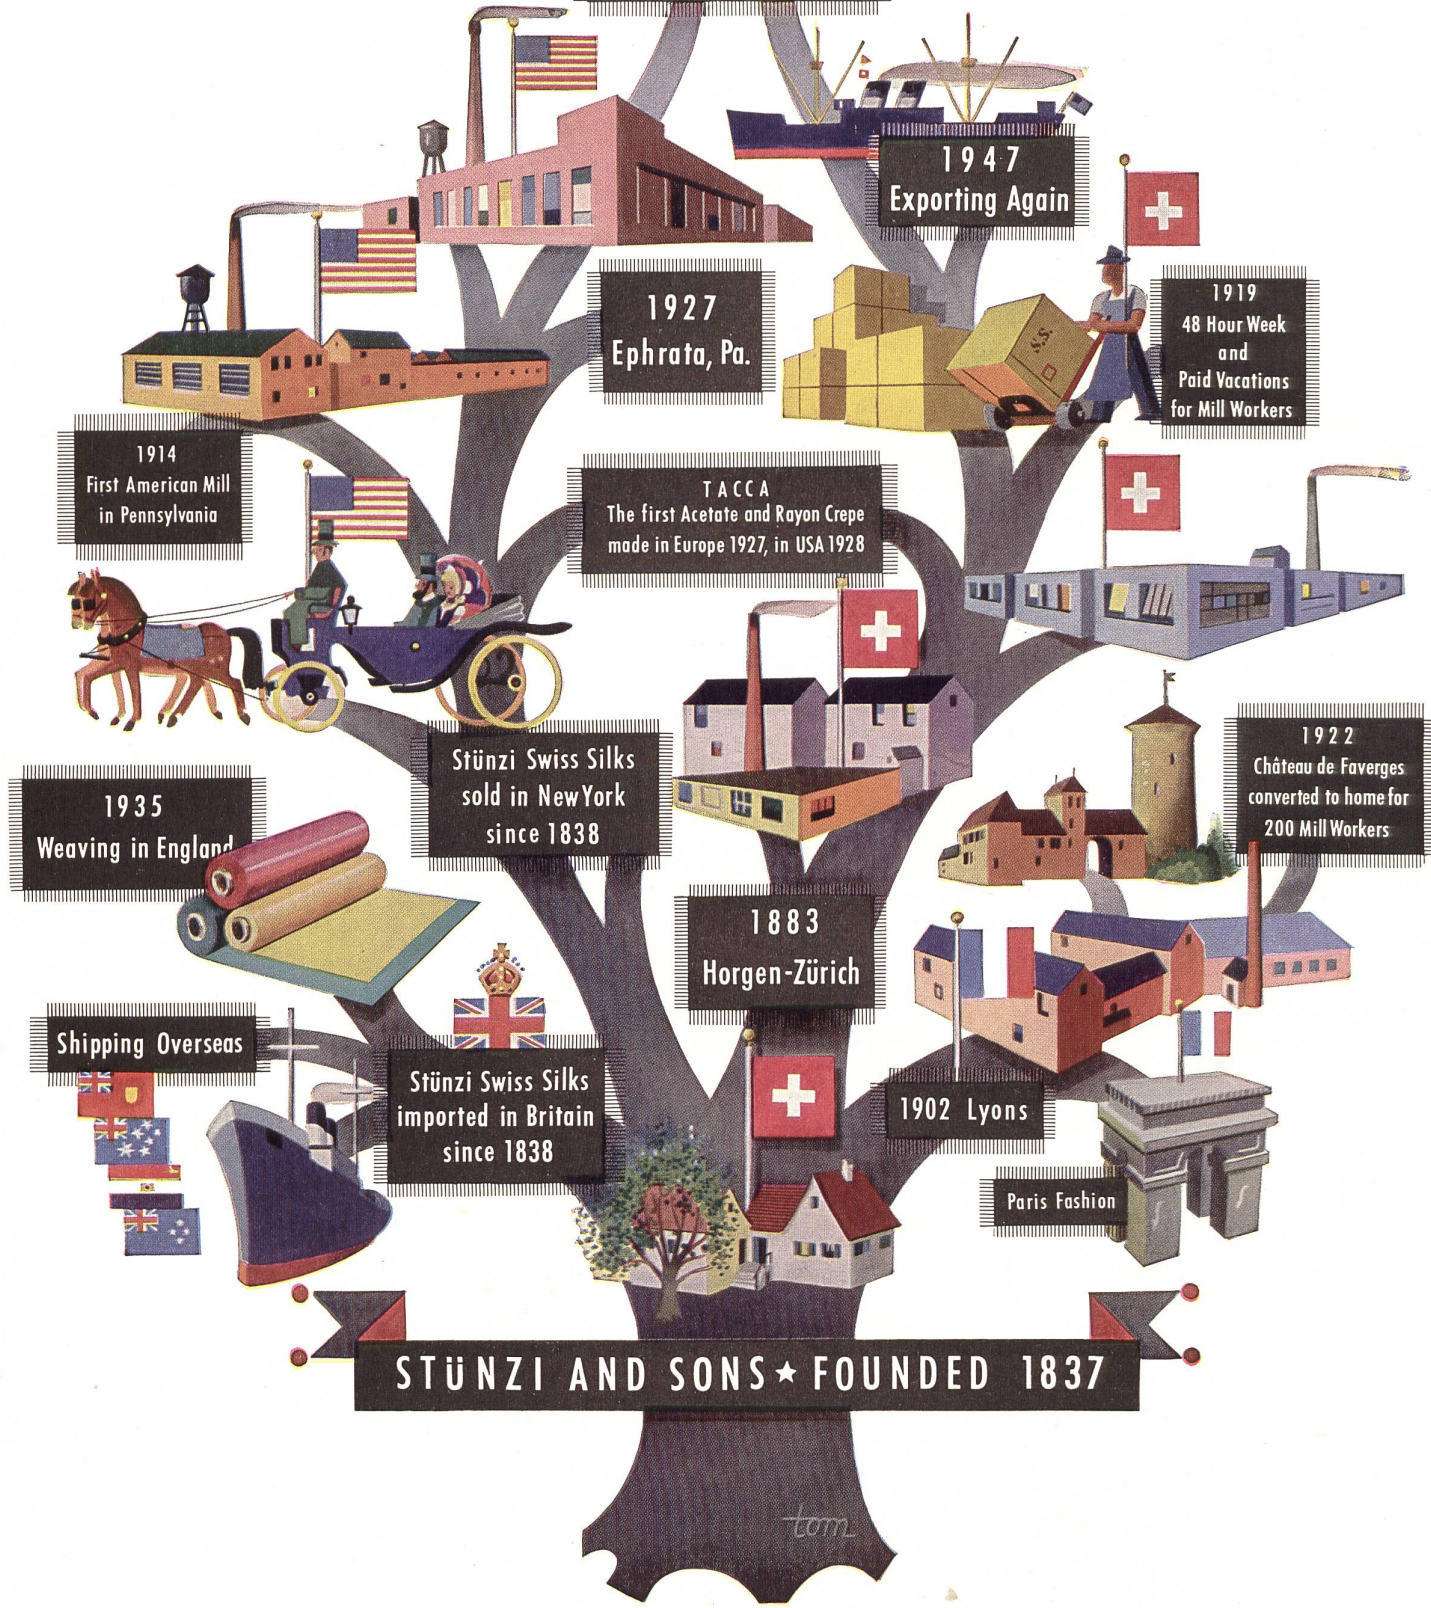 1947
Exporting Again
1927
Ephrata, Pa.
1919
48 Hour Week
and
Paid Vacations
for Mill Workers
S.S.
1914
First American Mill
in Pennsylvania
TACCA
The first Acetate and Rayon Crepe
made in Europe 1927, in USA 1928
Stünzi Swiss Silks
sold in New York
since 1838
1922
Château de Faverges
converted to home for
200 Mill Workers
1935
Weaving in England
1883
Horgen-Zürich
Shipping Overseas
Stünzi Swiss Silks
imported in Britain
since 1838
1902 Lyons
Paris Fashion
STÜNZI AND SONS★FOUNDED 1837
tom